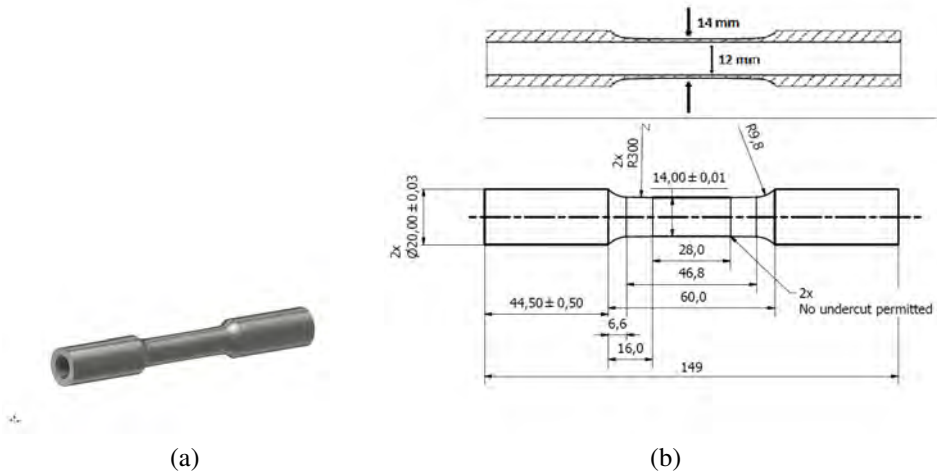 14 mm
12 mm
2x
R300
R9,8
14,00 ± 0,01
2x
Ø20,00 ± 0,03
28,0
46,8
60,0
2x
No undercut permitted
44,50 ± 0,50
6,6
16,0
149
(a)
(b)